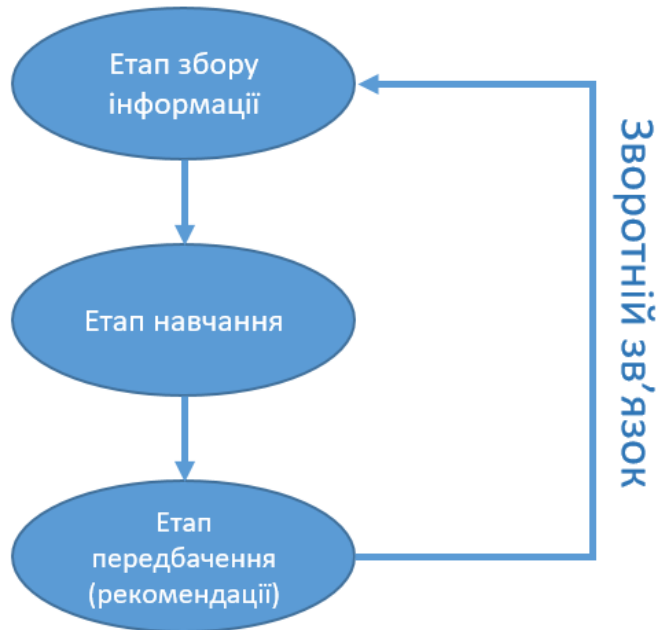 Етап збору
інформації
Етап навчання
Етап
передбачення
(рекомендації)
Зворотній зв’язок